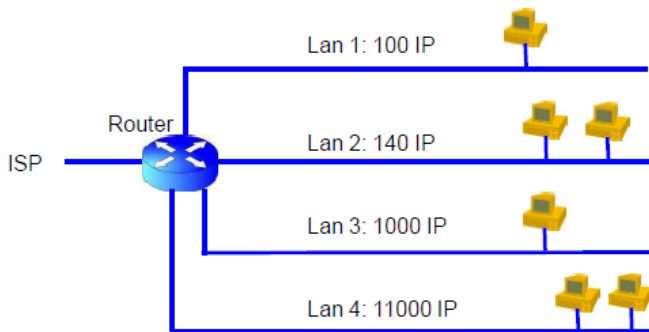 Lan 1: 100 IP
Router
Lan 2: 140 IP
ISP
Lan 3: 1000 IP
Lan 4: 11000 IP